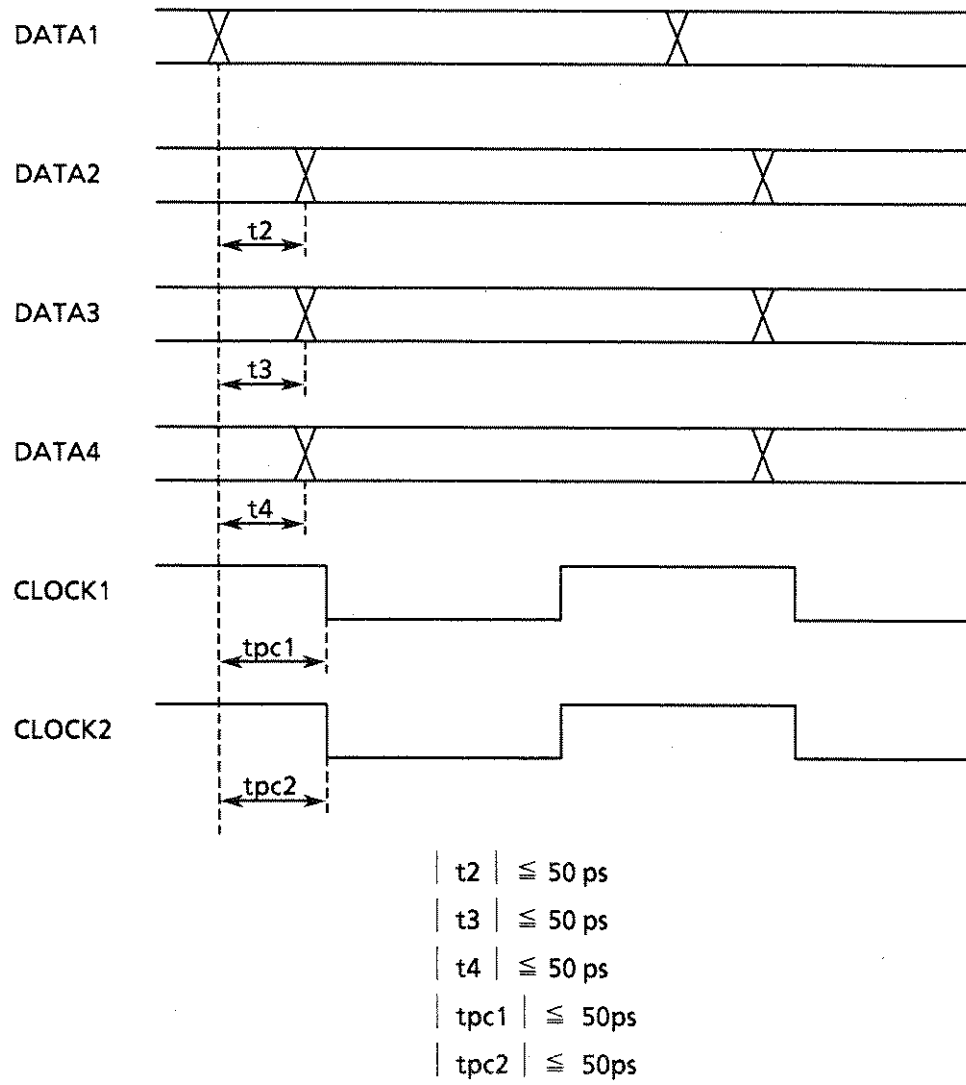 DATA1
DATA2
t2
DATA3
t3
DATA4
t4
CLOCK1
tpc1
CLOCK2
tpc2
| t2 | ≦ 50 ps
| t3 | ≦ 50 ps
| t4 | ≦ 50 ps
| tpc1 | ≦ 50ps
| tpc2 | ≦ 50ps